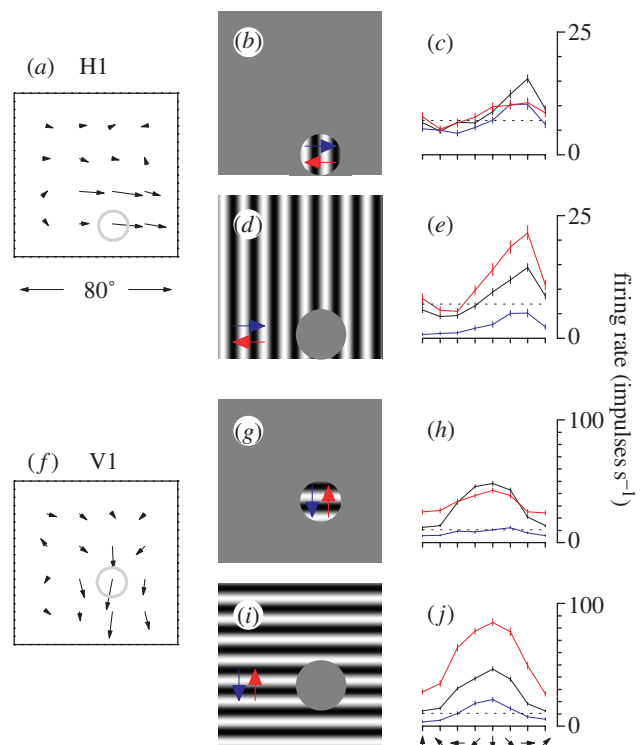 (a) H1
80°
(b)
(c)
25
0
(d)
(e)
25
0
firing rate (impulses s⁻¹)
(f) V1
(g)
(h)
100
0
(i)
(j)
100
0